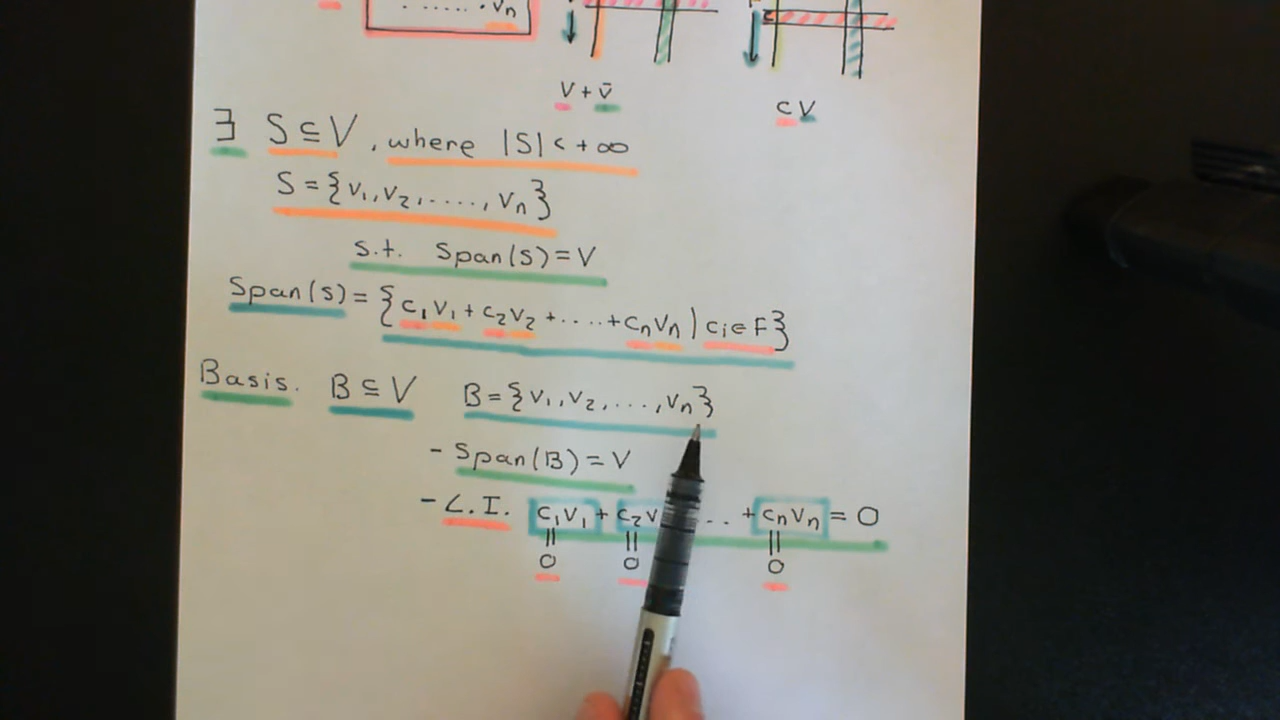 ....... vₙ
V + v̄
c V
∃ S ⊆ V, where |S| < +∞
S = {v₁, v₂, ....., vₙ}
s.t. Span(S) = V
Span(S) = {c₁v₁ + c₂v₂ + ..... + cₙvₙ | cᵢ ∈ F}
Basis. B ⊆ V B = {v₁, v₂, ..., vₙ}
- Span(B) = V
- L.I. c₁v₁ + c₂v .. + cₙvₙ = 0
|| || ||
0 0 0